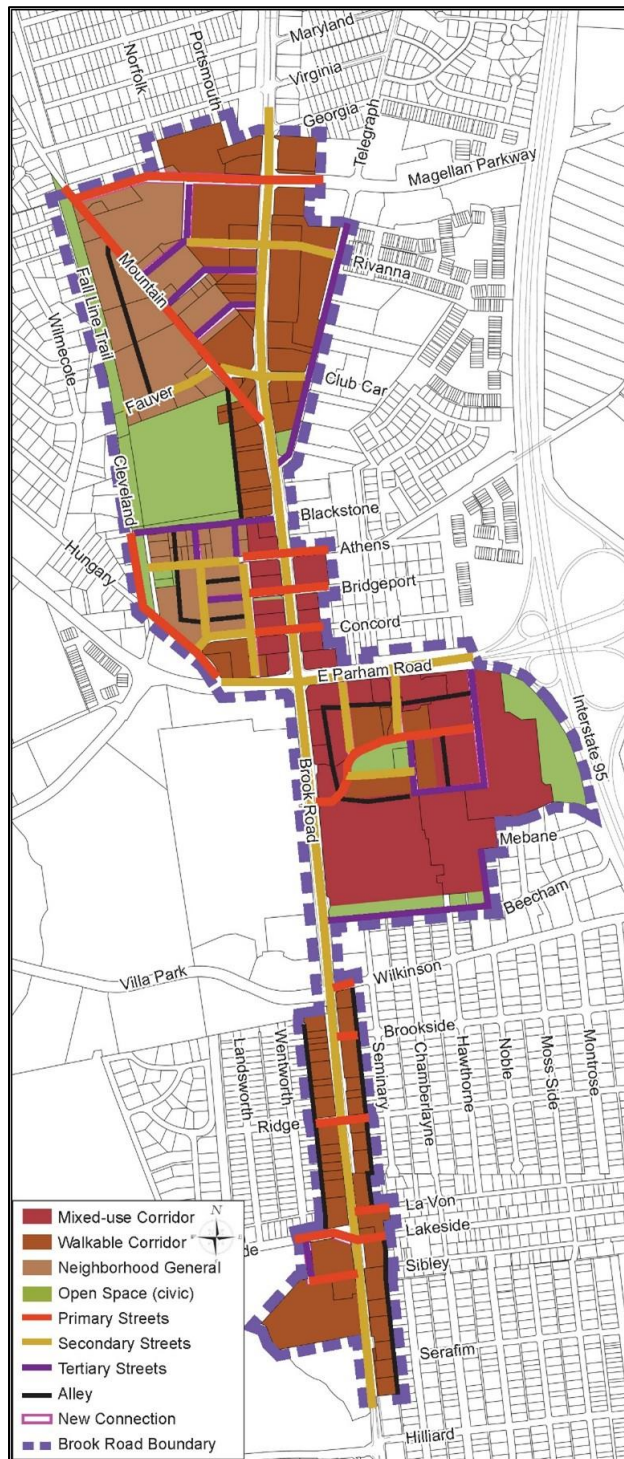 Maryland
Norfolk
Portsmouth
Virginia
Georgia
Telegraph
Magellan Parkway
Rivanna
Mountain
Fall Line Trail
Wilmecote
Club Car
Fauver
Cleveland
Blackstone
Hungary
Athens
Bridgeport
Concord
E Parham Road
Interstate 95
Brook Road
Mebane
Beecham
Villa Park
Wilkinson
Brookside
Landsworth
Wentworth
Seminary
Chamberlayne
Hawthorne
Noble
Moss-Side
Montrose
Ridge
La Von
Lakeside
de
Sibley
Serafim
Hilliard
N
Mixed-use Corridor
Walkable Corridor
Neighborhood General
Open Space (civic)
Primary Streets
Secondary Streets
Tertiary Streets
Alley
New Connection
Brook Road Boundary